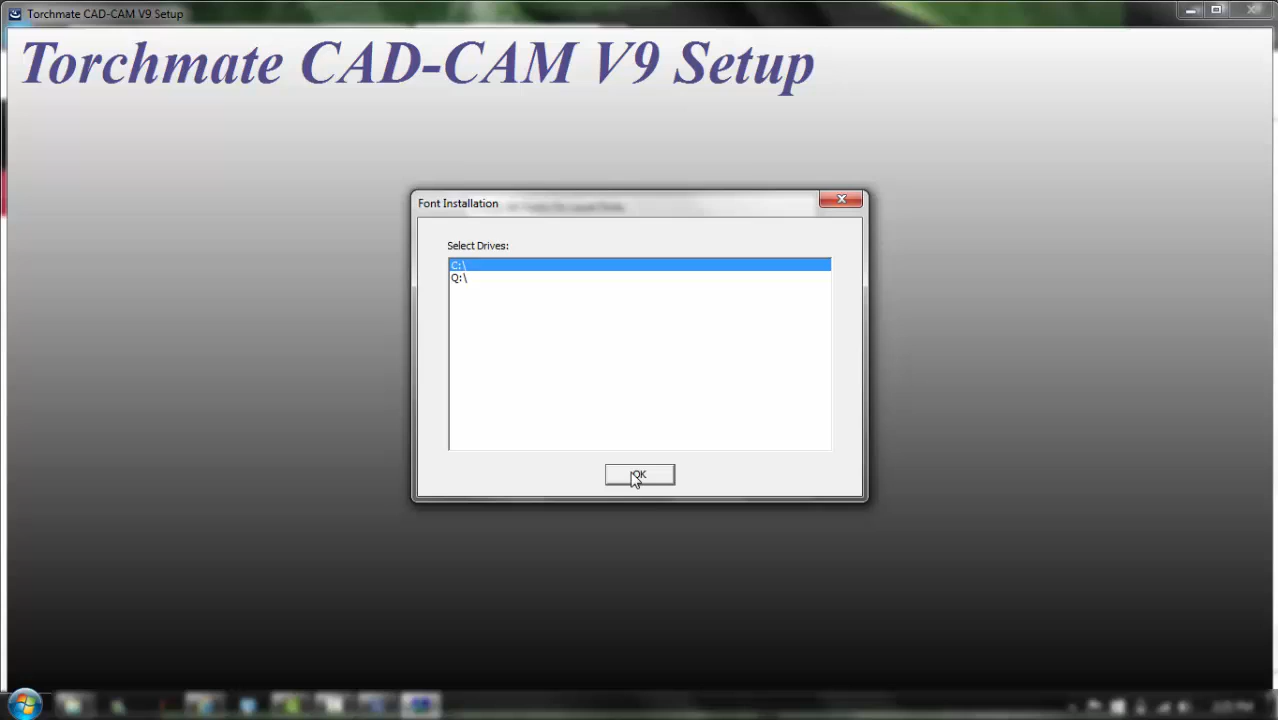 Torchmate CAD-CAM V9 Setup
Torchmate CAD-CAM V9 Setup
Font Installation
Select Drives:
C:\
Q:\
OK